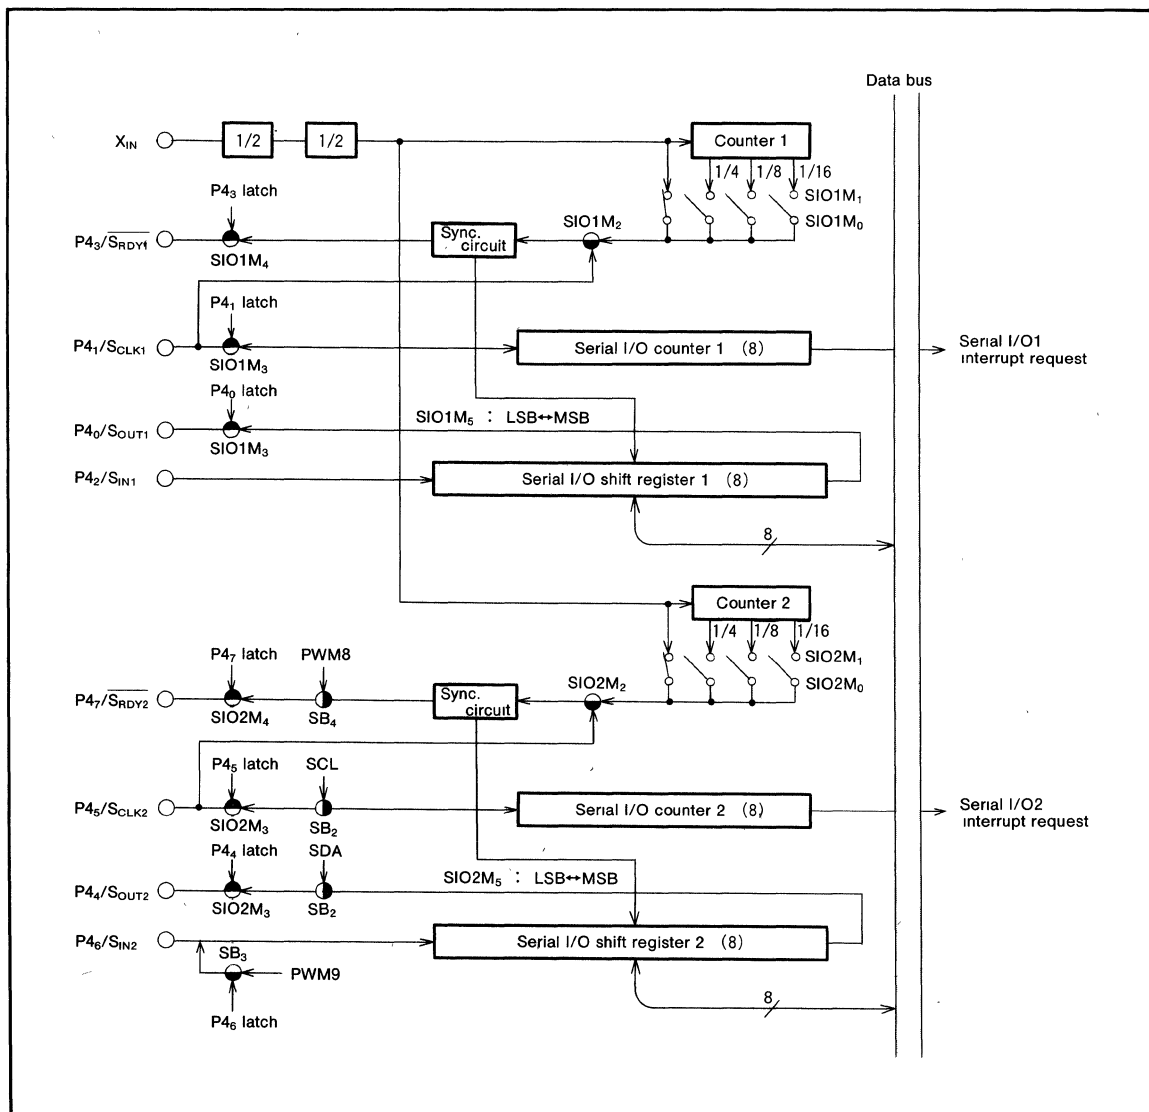 Data bus
XIN 1/2 1/2 Counter 1
1/4 1/8 1/16
P43 latch
SIO1M1
SIO1M2 SIO1M0
P43/SRDY1 Sync. circuit
SIO1M4
P41 latch
P41/SCLK1 Serial I/O counter 1 (8) Serial I/O1 interrupt request
SIO1M3
P40 latch
SIO1M5 : LSB↔MSB
P40/SOUT1
SIO1M3
P42/SIN1 Serial I/O shift register 1 (8)
8
Counter 2
1/4 1/8 1/16
P47 latch PWM8 SIO2M1
SIO2M2 SIO2M0
P47/SRDY2 Sync. circuit
SIO2M4 SB4
P45 latch SCL
P45/SCLK2 Serial I/O counter 2 (8) Serial I/O2 interrupt request
SIO2M3 SB2
P44 latch SDA
SIO2M5 : LSB↔MSB
P44/SOUT2
SIO2M3 SB2
P46/SIN2 Serial I/O shift register 2 (8)
SB3
PWM9
8
P46 latch